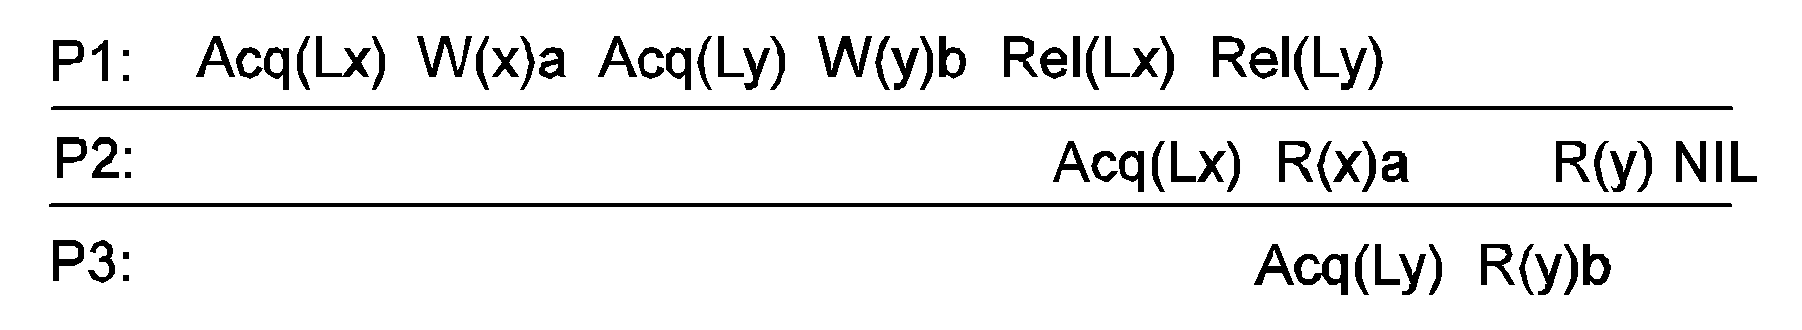 P1: Acq(Lx) W(x)a Acq(Ly) W(y)b Rel(Lx) Rel(Ly)
P2: Acq(Lx) R(x)a R(y) NIL
P3: Acq(Ly) R(y)b